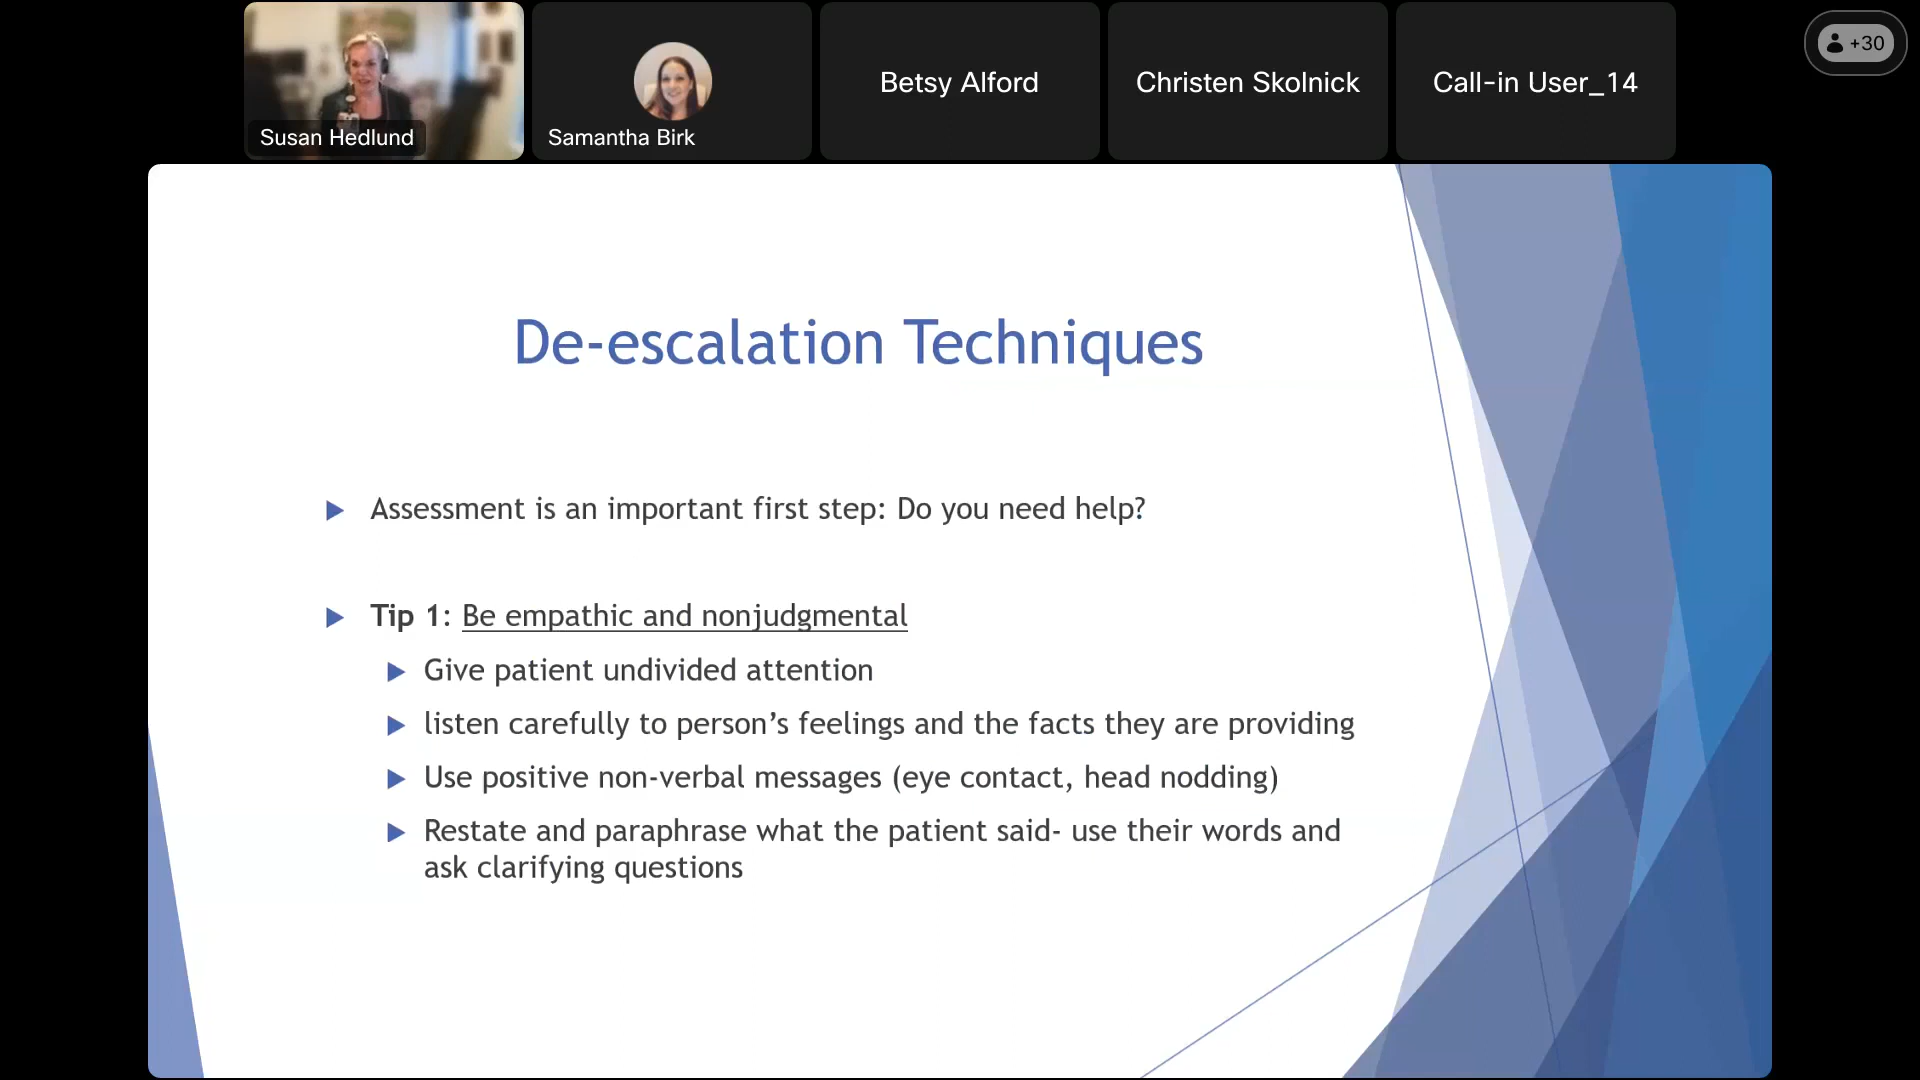 Susan Hedlund
Samantha Birk
Betsy Alford
Christen Skolnick
Call-in User_14
+30
De-escalation Techniques
Assessment is an important first step: Do you need help?
Tip 1: Be empathic and nonjudgmental
Give patient undivided attention
listen carefully to person’s feelings and the facts they are providing
Use positive non-verbal messages (eye contact, head nodding)
Restate and paraphrase what the patient said- use their words and
ask clarifying questions